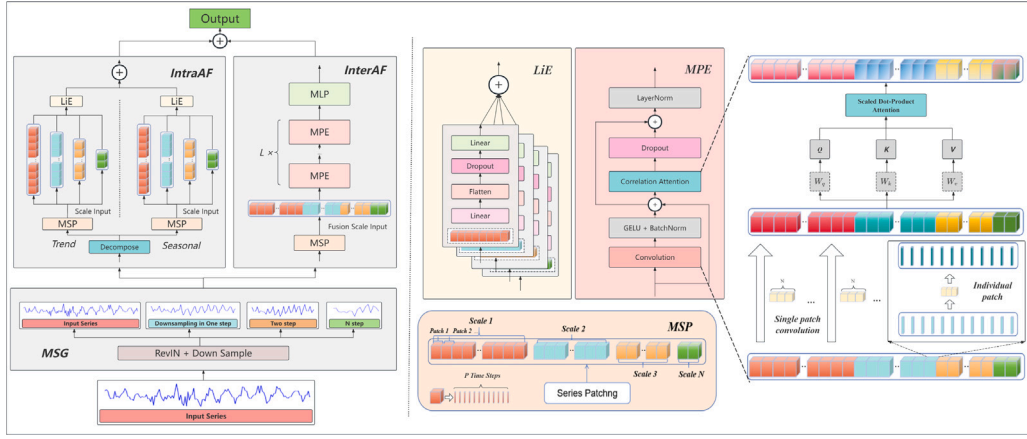 Output
IntraAF
LiE
LiE
Scale Input
Scale Input
MSP
MSP
Trend
Seasonal
Decompose
InterAF
MLP
MPE
L ×
MPE
Fusion Scale Input
MSP
Input Series
Downsampling in One step
Two step
N step
MSG
RevIN + Down Sample
Input Series
LiE
Linear
Dropout
Flatten
Linear
MPE
LayerNorm
Dropout
Correlation Attention
GELU + BatchNorm
Convolution
MSP
Scale 1
Patch 1
Patch 2
Scale 2
Scale 3
Scale N
P Time Steps
Series Patchng
Scaled Dot-Product
Attention
Q
K
V
W_q
W_k
W_v
N
...
N
...
Single patch
convolution
Individual
patch